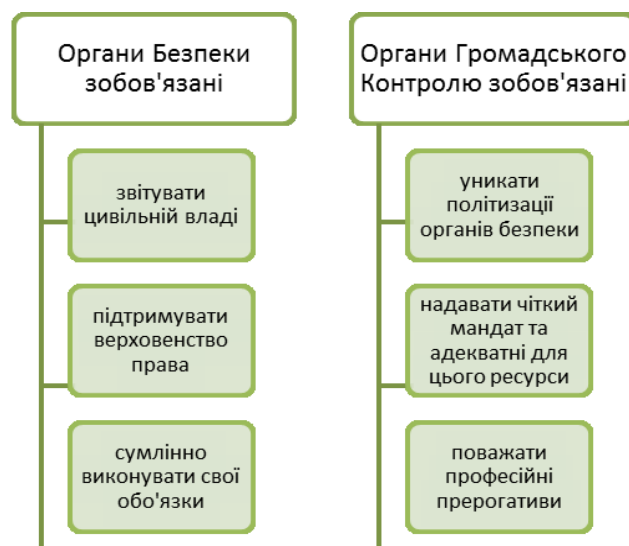 Органи Безпеки
зобов'язані
звітувати
цивільній владі
підтримувати
верховенство
права
сумлінно
виконувати свої
обо'язки
Органи Громадського
Контролю зобов'язані
уникати
політизації
органів безпеки
надавати чіткий
мандат та
адекватні для
цього ресурси
поважати
професійні
прерогативи